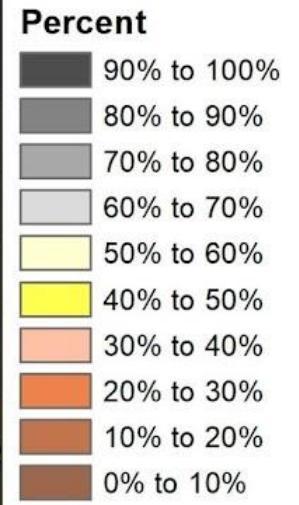 Percent
90% to 100%
80% to 90%
70% to 80%
60% to 70%
50% to 60%
40% to 50%
30% to 40%
20% to 30%
10% to 20%
0% to 10%